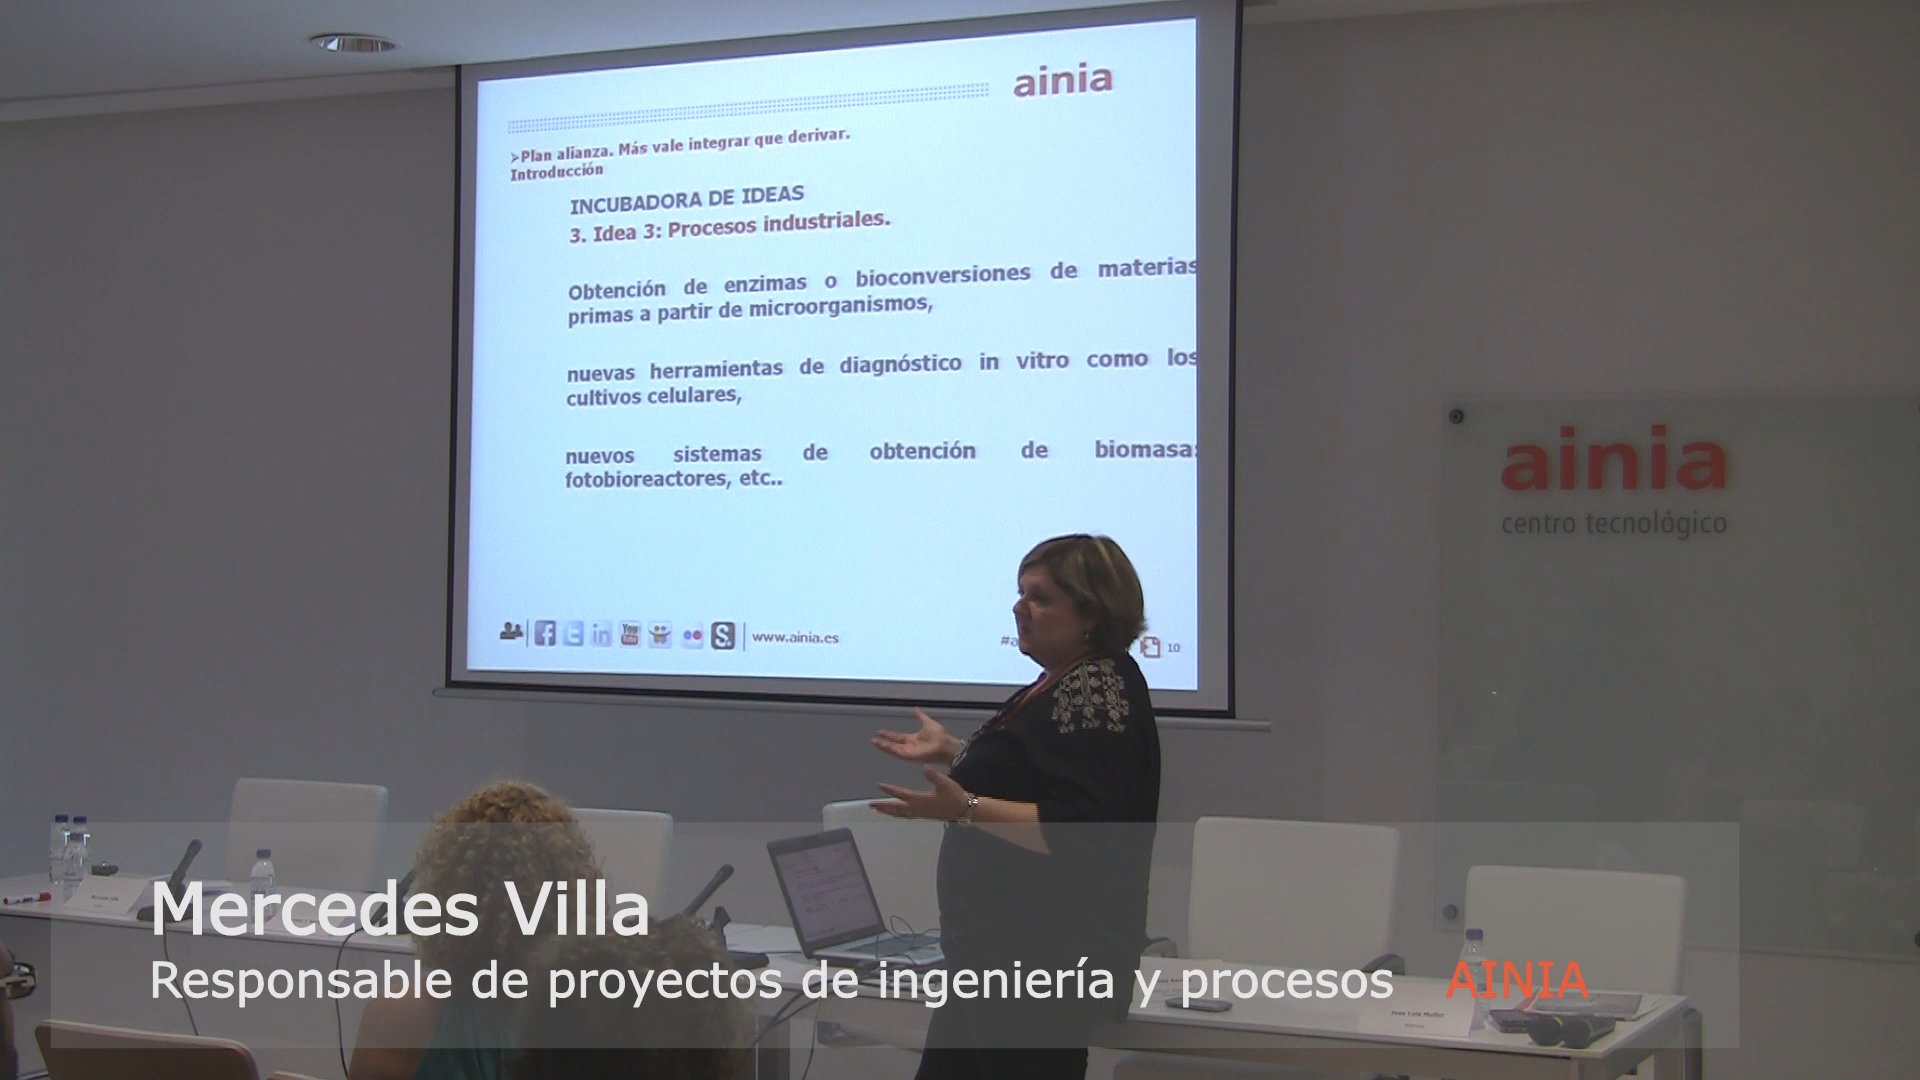 ainia
➢Plan alianza. Más vale integrar que derivar.
Introducción
INCUBADORA DE IDEAS
3. Idea 3: Procesos industriales.
Obtención de enzimas o bioconversiones de materias
primas a partir de microorganismos,
nuevas herramientas de diagnóstico in vitro como los
cultivos celulares,
nuevos sistemas de obtención de biomasa:
fotobioreactores, etc..
www.ainia.es
10
ainia
centro tecnológico
Mercedes Villa
Responsable de proyectos de ingeniería y procesos AINIA